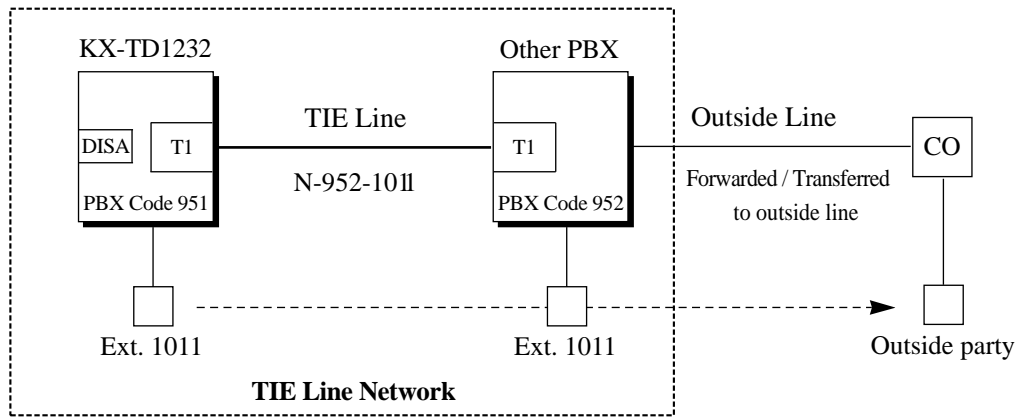 KX-TD1232
Other PBX
TIE Line
Outside Line
DISA
T1
T1
CO
N-952-1011
PBX Code 951
PBX Code 952
Forwarded / Transferred
to outside line
Ext. 1011
Ext. 1011
Outside party
TIE Line Network